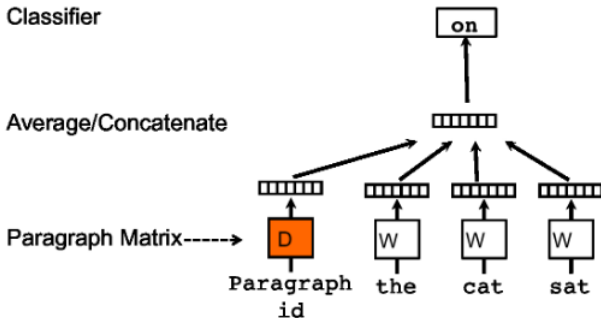 Classifier
on
Average/Concatenate
Paragraph Matrix
D
W
W
W
Paragraph
id
the
cat
sat